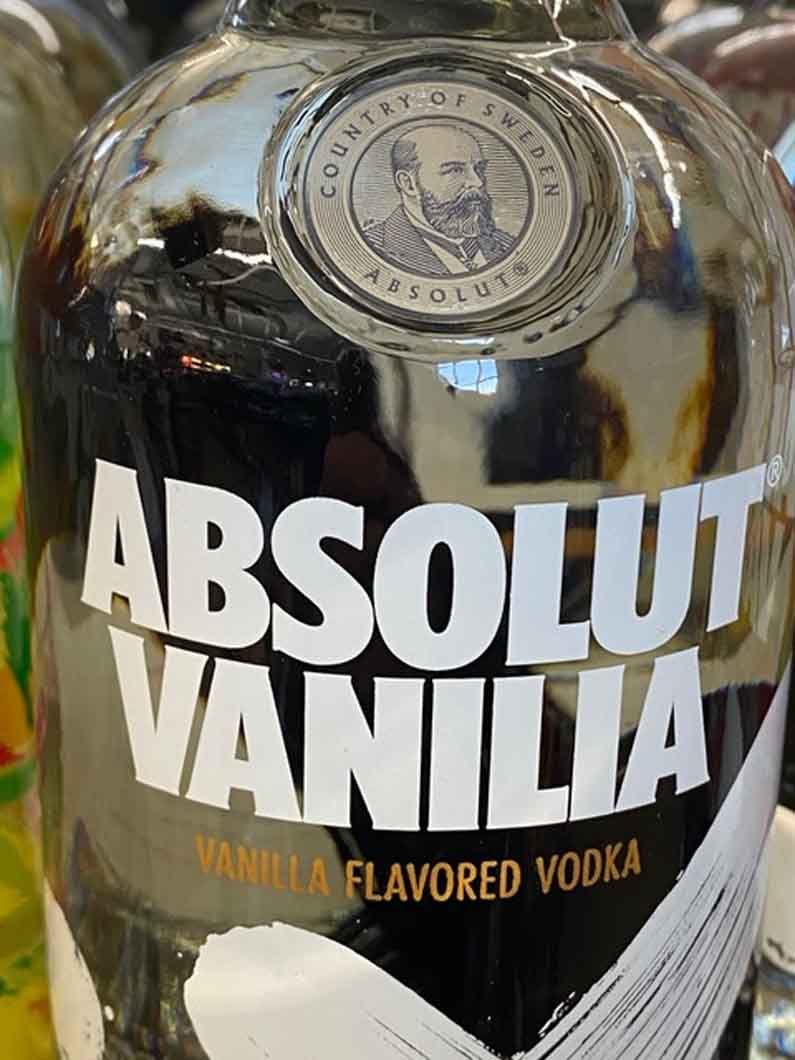 COUNTRY OF SWEDEN
ABSOLUT®
ABSOLUT®
VANILIA
VANILLA FLAVORED VODKA